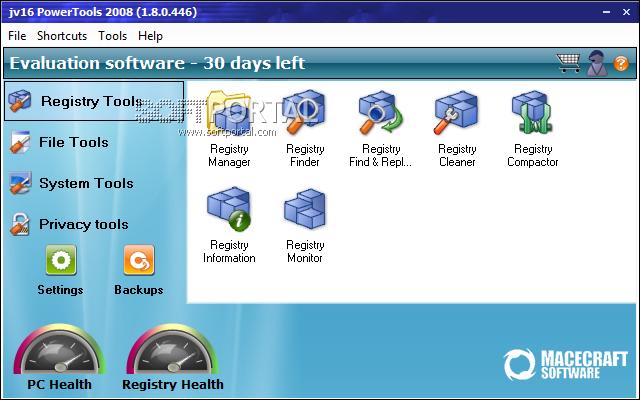 jv16 PowerTools 2008 (1.8.0.446)
File Shortcuts Tools Help
Evaluation software - 30 days left
Registry Tools
File Tools
System Tools
Privacy tools
Settings
Backups
PC Health
Registry Health
SOFTPORTAL
www.softportal.com
Registry
Manager
Registry
Finder
Registry
Find & Repl...
Registry
Cleaner
Registry
Compactor
Registry
Information
Registry
Monitor
MACECRAFT
SOFTWARE